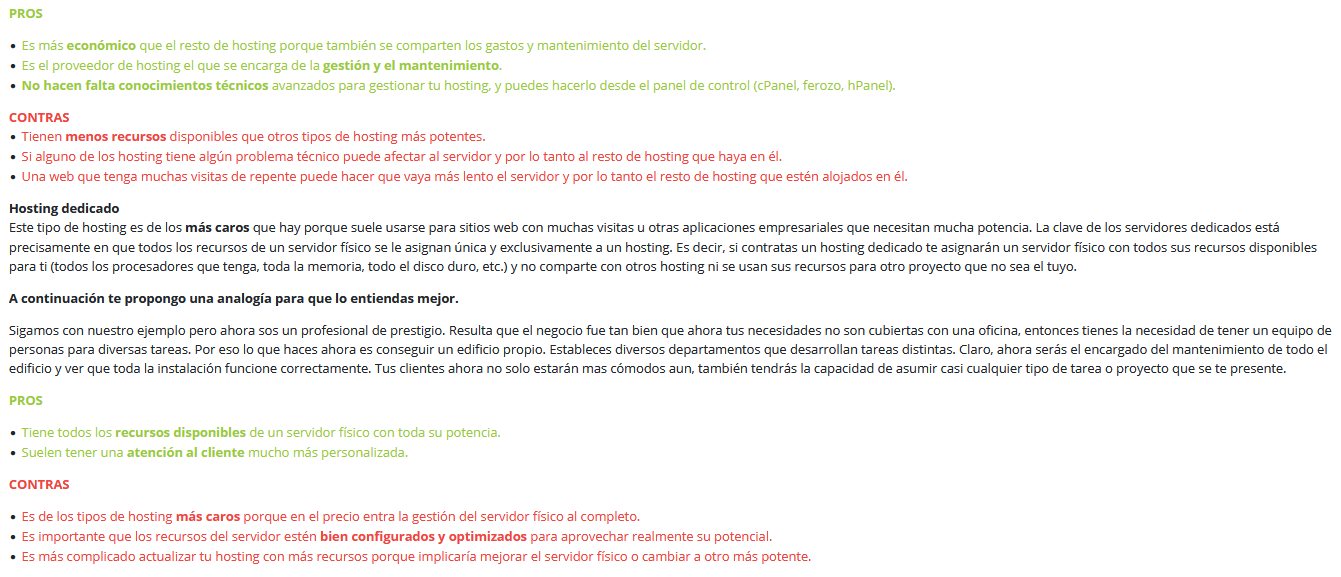 PROS
• Es más económico que el resto de hosting porque también se comparten los gastos y mantenimiento del servidor.
• Es el proveedor de hosting el que se encarga de la gestión y el mantenimiento.
• No hacen falta conocimientos técnicos avanzados para gestionar tu hosting, y puedes hacerlo desde el panel de control (cPanel, ferozo, hPanel).
CONTRAS
• Tienen menos recursos disponibles que otros tipos de hosting más potentes.
• Si alguno de los hosting tiene algún problema técnico puede afectar al servidor y por lo tanto al resto de hosting que haya en él.
• Una web que tenga muchas visitas de repente puede hacer que vaya más lento el servidor y por lo tanto el resto de hosting que estén alojados en él.
Hosting dedicado
Este tipo de hosting es de los más caros que hay porque suele usarse para sitios web con muchas visitas u otras aplicaciones empresariales que necesitan mucha potencia. La clave de los servidores dedicados está
precisamente en que todos los recursos de un servidor físico se le asignan única y exclusivamente a un hosting. Es decir, si contratas un hosting dedicado te asignarán un servidor físico con todos sus recursos disponibles
para ti (todos los procesadores que tenga, toda la memoria, todo el disco duro, etc.) y no comparte con otros hosting ni se usan sus recursos para otro proyecto que no sea el tuyo.
A continuación te propongo una analogía para que lo entiendas mejor.
Sigamos con nuestro ejemplo pero ahora sos un profesional de prestigio. Resulta que el negocio fue tan bien que ahora tus necesidades no son cubiertas con una oficina, entonces tienes la necesidad de tener un equipo de
personas para diversas tareas. Por eso lo que haces ahora es conseguir un edificio propio. Estableces diversos departamentos que desarrollan tareas distintas. Claro, ahora serás el encargado del mantenimiento de todo el
edificio y ver que toda la instalación funcione correctamente. Tus clientes ahora no solo estarán mas cómodos aun, también tendrás la capacidad de asumir casi cualquier tipo de tarea o proyecto que se te presente.
PROS
• Tiene todos los recursos disponibles de un servidor físico con toda su potencia.
• Suelen tener una atención al cliente mucho más personalizada.
CONTRAS
• Es de los tipos de hosting más caros porque en el precio entra la gestión del servidor físico al completo.
• Es importante que los recursos del servidor estén bien configurados y optimizados para aprovechar realmente su potencial.
• Es más complicado actualizar tu hosting con más recursos porque implicaría mejorar el servidor físico o cambiar a otro más potente.